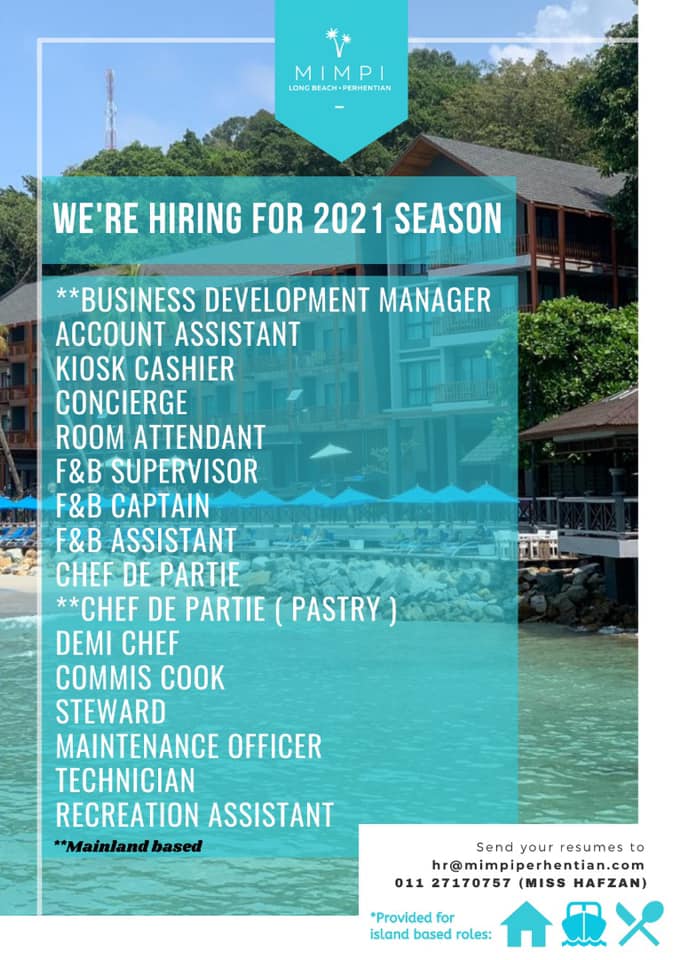 MIMPI
LONG BEACH • PERHENTIAN
WE'RE HIRING FOR 2021 SEASON
**BUSINESS DEVELOPMENT MANAGER
ACCOUNT ASSISTANT
KIOSK CASHIER
CONCIERGE
ROOM ATTENDANT
F&B SUPERVISOR
F&B CAPTAIN
F&B ASSISTANT
CHEF DE PARTIE
**CHEF DE PARTIE ( PASTRY )
DEMI CHEF
COMMIS COOK
STEWARD
MAINTENANCE OFFICER
TECHNICIAN
RECREATION ASSISTANT
**Mainland based
Send your resumes to
hr@mimpiperhentian.com
011 27170757 (MISS HAFZAN)
*Provided for
island based roles: